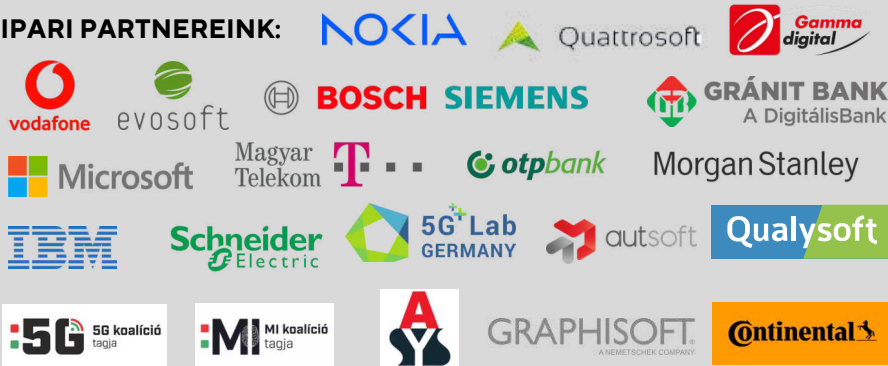 IPARI PARTNEREINK:
NOKIA
Quattrosoft
Gamma
digital
vodafone
evosoft
BOSCH
SIEMENS
GRÁNIT BANK
A DigitálisBank
Microsoft
Magyar
Telekom
T
otpbank
Morgan Stanley
IBM
Schneider
Electric
5G++ Lab
GERMANY
autsoft
Qualysoft
:5G
5G koalíció
tagja
:MI
MI koalíció
tagja
A
YS
GRAPHISOFT.
A NEMETSCHEK COMPANY
Continental